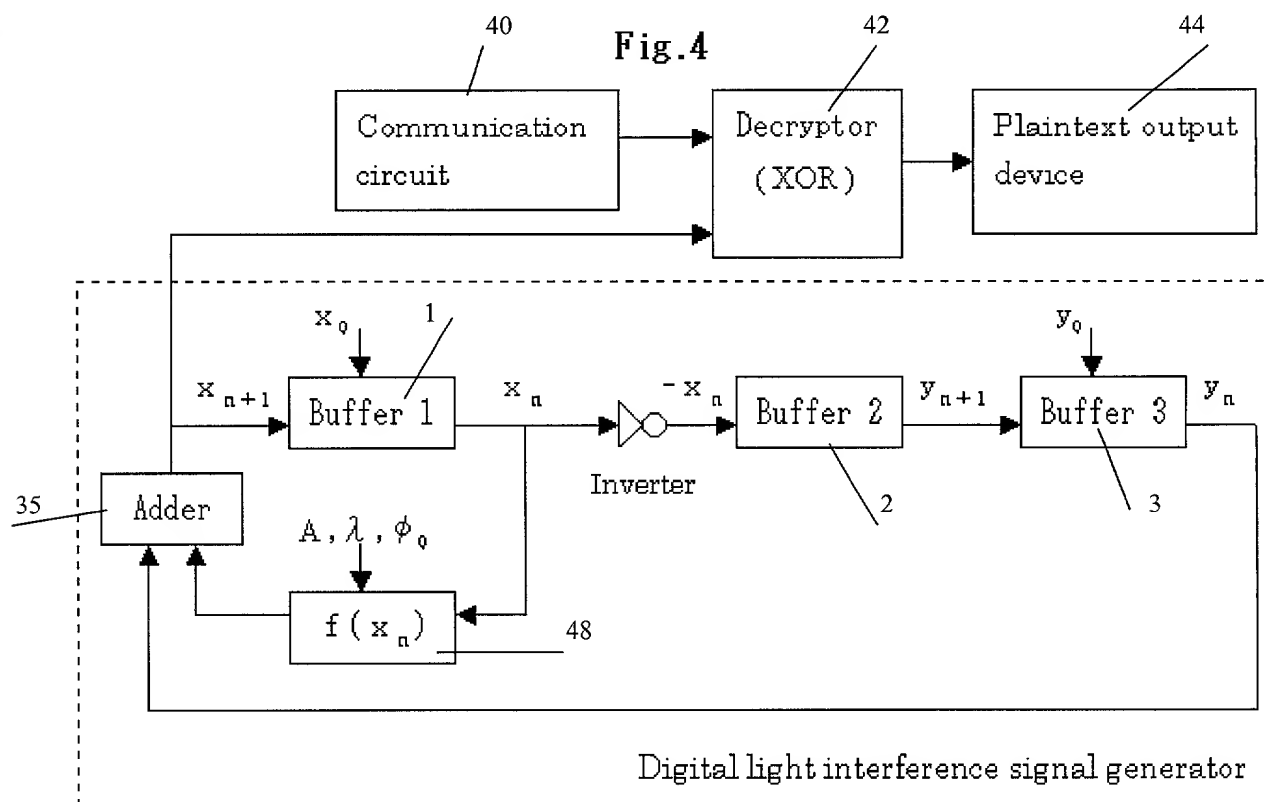 40
Fig.4
42
44
Communication
circuit
Decryptor
(XOR)
Plaintext output
device
x₀
1
y₀
xₙ₊₁
Buffer 1
xₙ
-xₙ
Buffer 2
yₙ₊₁
Buffer 3
yₙ
Inverter
2
3
35
Adder
A, λ, ϕ₀
f(xₙ)
48
Digital light interference signal generator